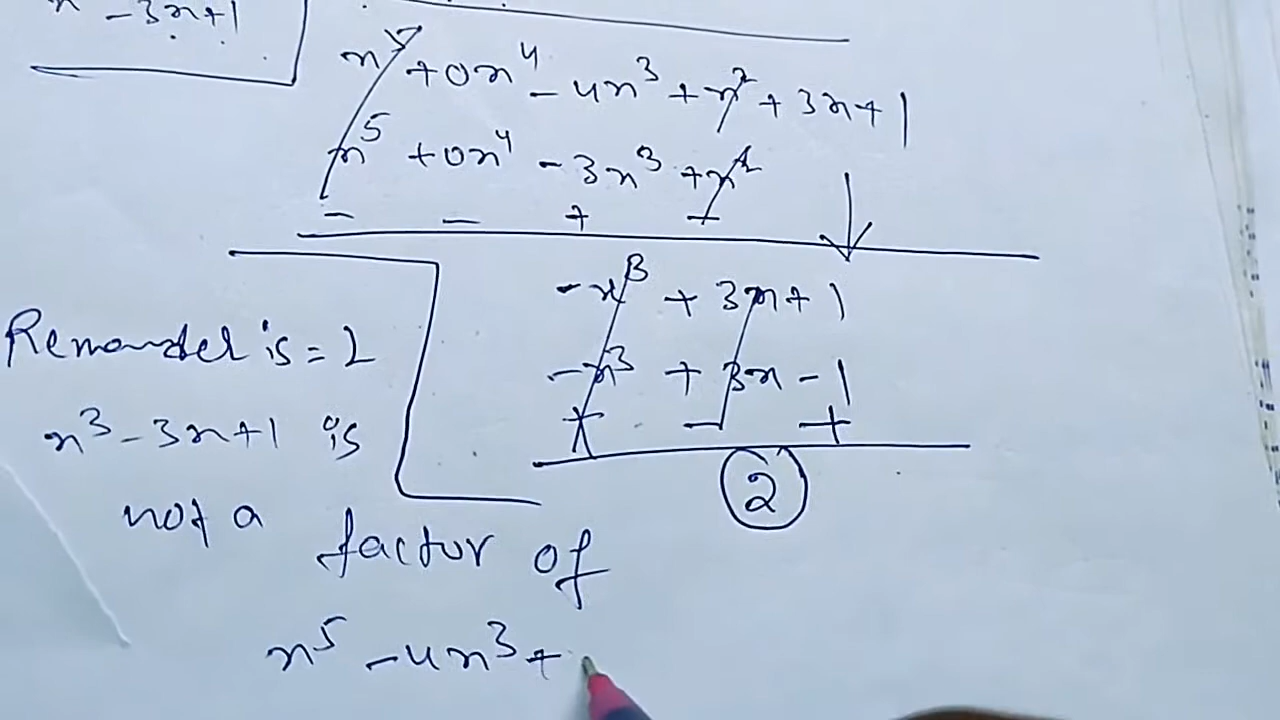 x³ - 3x + 1
x⁵ + 0x⁴ - 4x³ + x² + 3x + 1
x⁵ + 0x⁴ - 3x³ + x²
- - + -
-x³ + 3x + 1
-x³ + 3x - 1
+ - +
2
Remainder is = 2
x³ - 3x + 1 is
not a factor of
x⁵ - 4x³ +